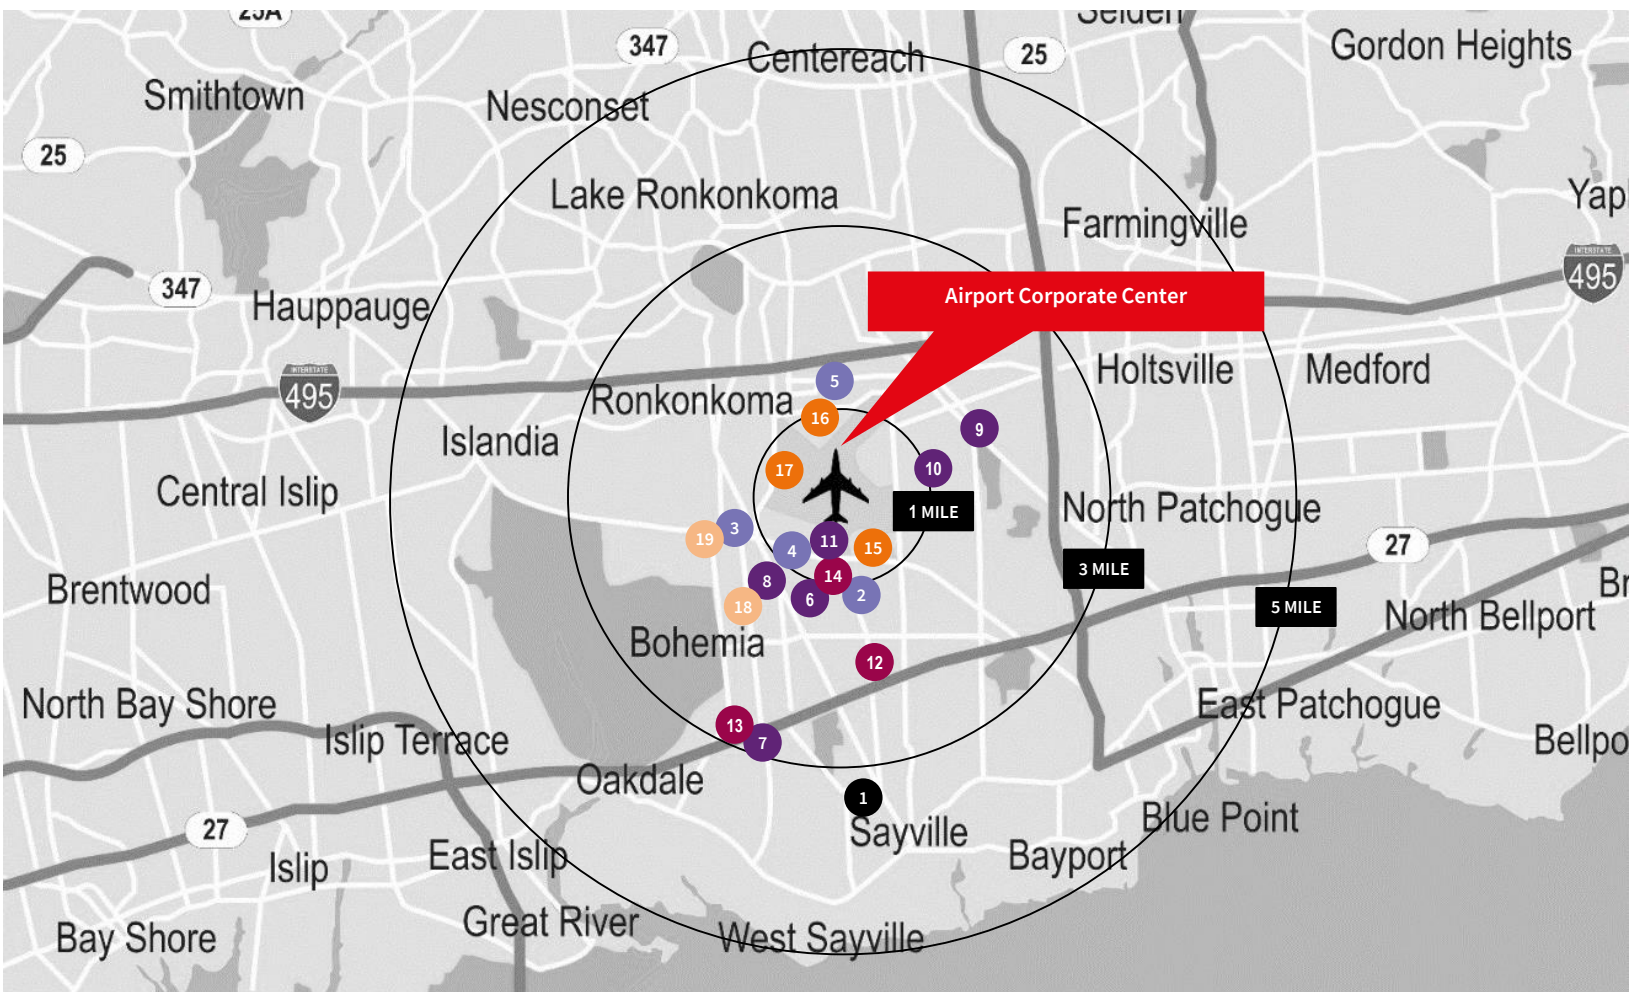 25A
Selden
347
Centereach
25
Gordon Heights
Smithtown
Nesconset
25
Lake Ronkonkoma
Farmingville
INTERSTATE
495
347
Hauppauge
Airport Corporate Center
INTERSTATE
495
5
Ronkonkoma
Holtsville
Medford
16
9
Islandia
17
10
Central Islip
1 MILE
North Patchogue
3
19
11
4
15
27
3 MILE
14
8
Brentwood
6
2
18
5 MILE
North Bellport
Bohemia
12
North Bay Shore
East Patchogue
13
7
Islip Terrace
Oakdale
1
Sayville
Blue Point
27
Islip
East Islip
Bayport
Great River
Bay Shore
West Sayville